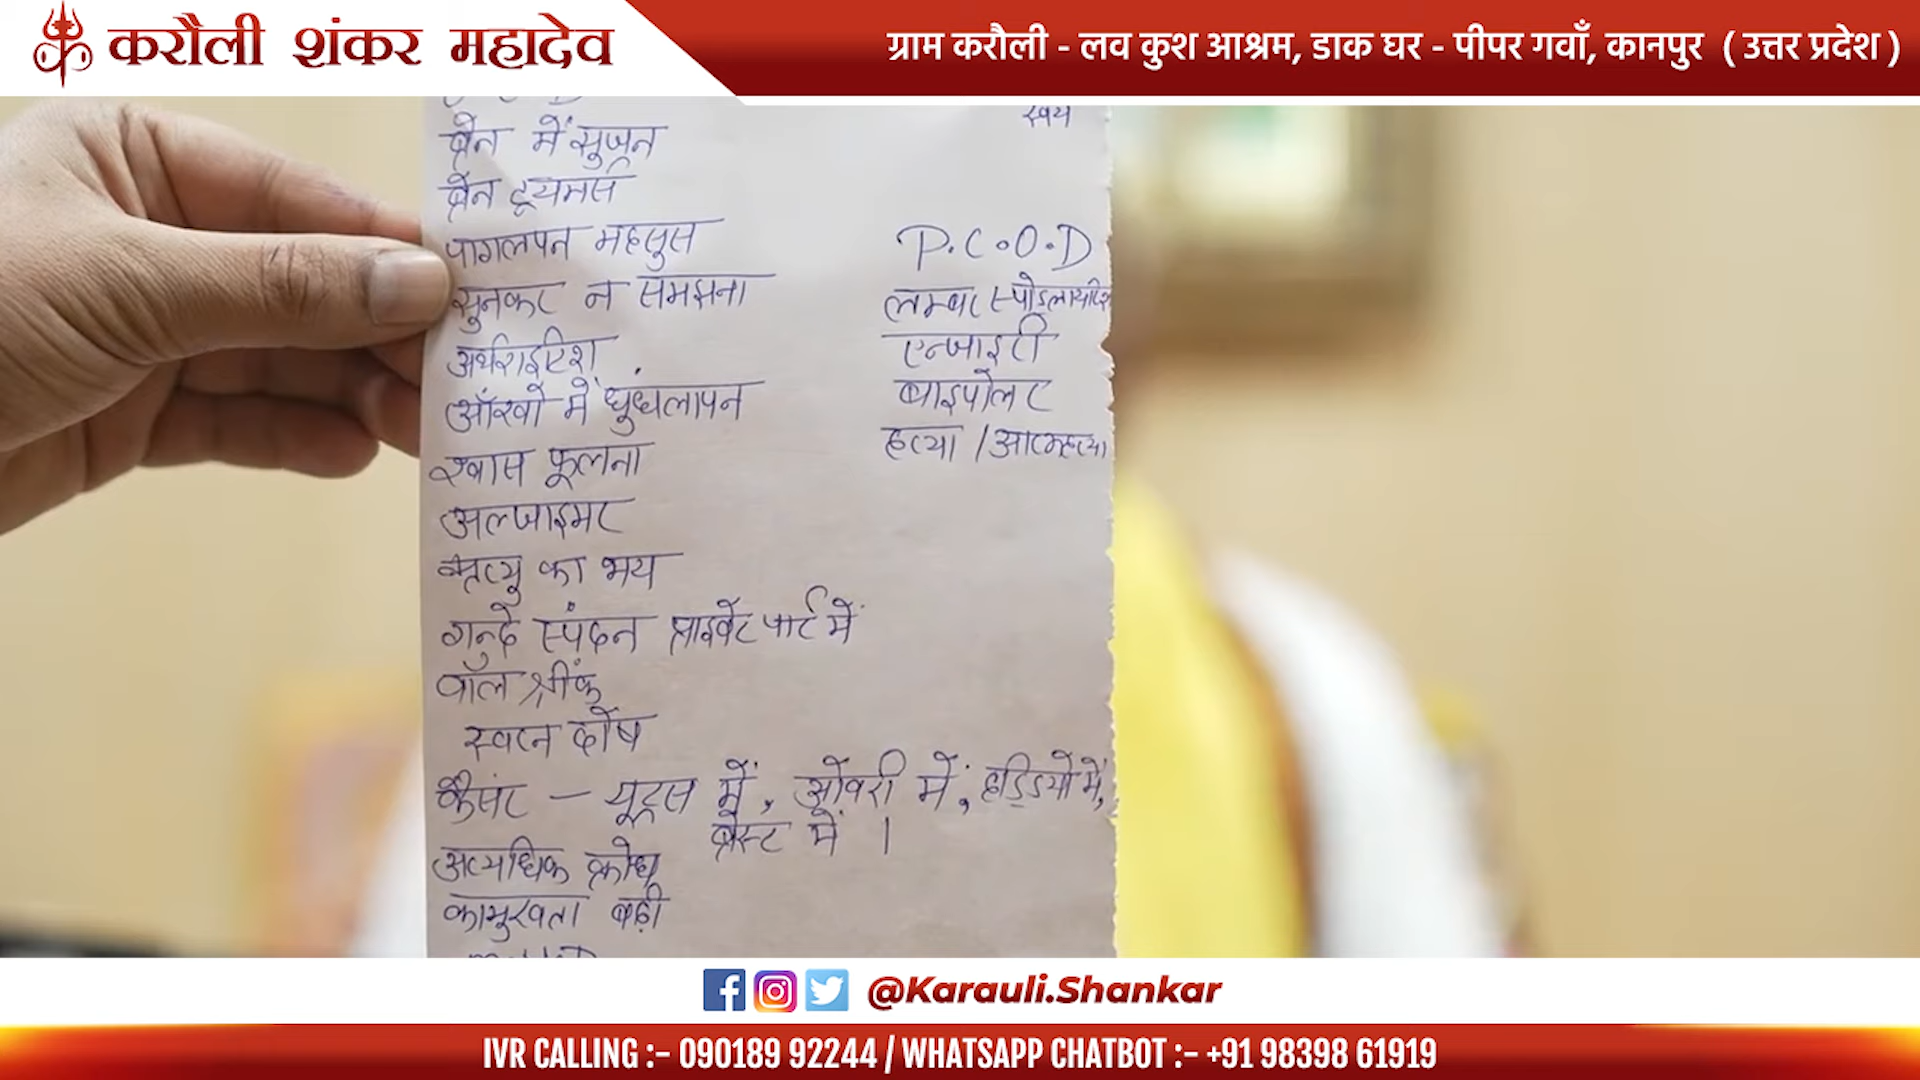 करौली शंकर महादेव
ग्राम करौली - लव कुश आश्रम, डाक घर - पीपर गवाँ, कानपुर ( उत्तर प्रदेश )
ब्रेन में सुजन
ब्रेन ट्यूमर्स
पागलपन महसुस
सुनकर न समझना
अर्थराइटिश
आँखों में धुंधलापन
श्वास फूलना
अल्जाइमर
मृत्यु का भय
गन्दे स्पंदन प्राइवेट पार्ट में
वॉल श्रींक
स्वप्न दोष
कैंसर – यूट्रस में, ओवरी में, हड्डियों में,
ब्रेस्ट में ।
अत्यधिक क्रोध
कामुखता बढ़ी
स्वयं
P.C.O.D
लम्बर स्पोंडलायटिश
एन्जाइटी
बाइपोलर
हत्या / आत्महत्या
@Karauli.Shankar
IVR CALLING :- 090189 92244 / WHATSAPP CHATBOT :- +91 98398 61919